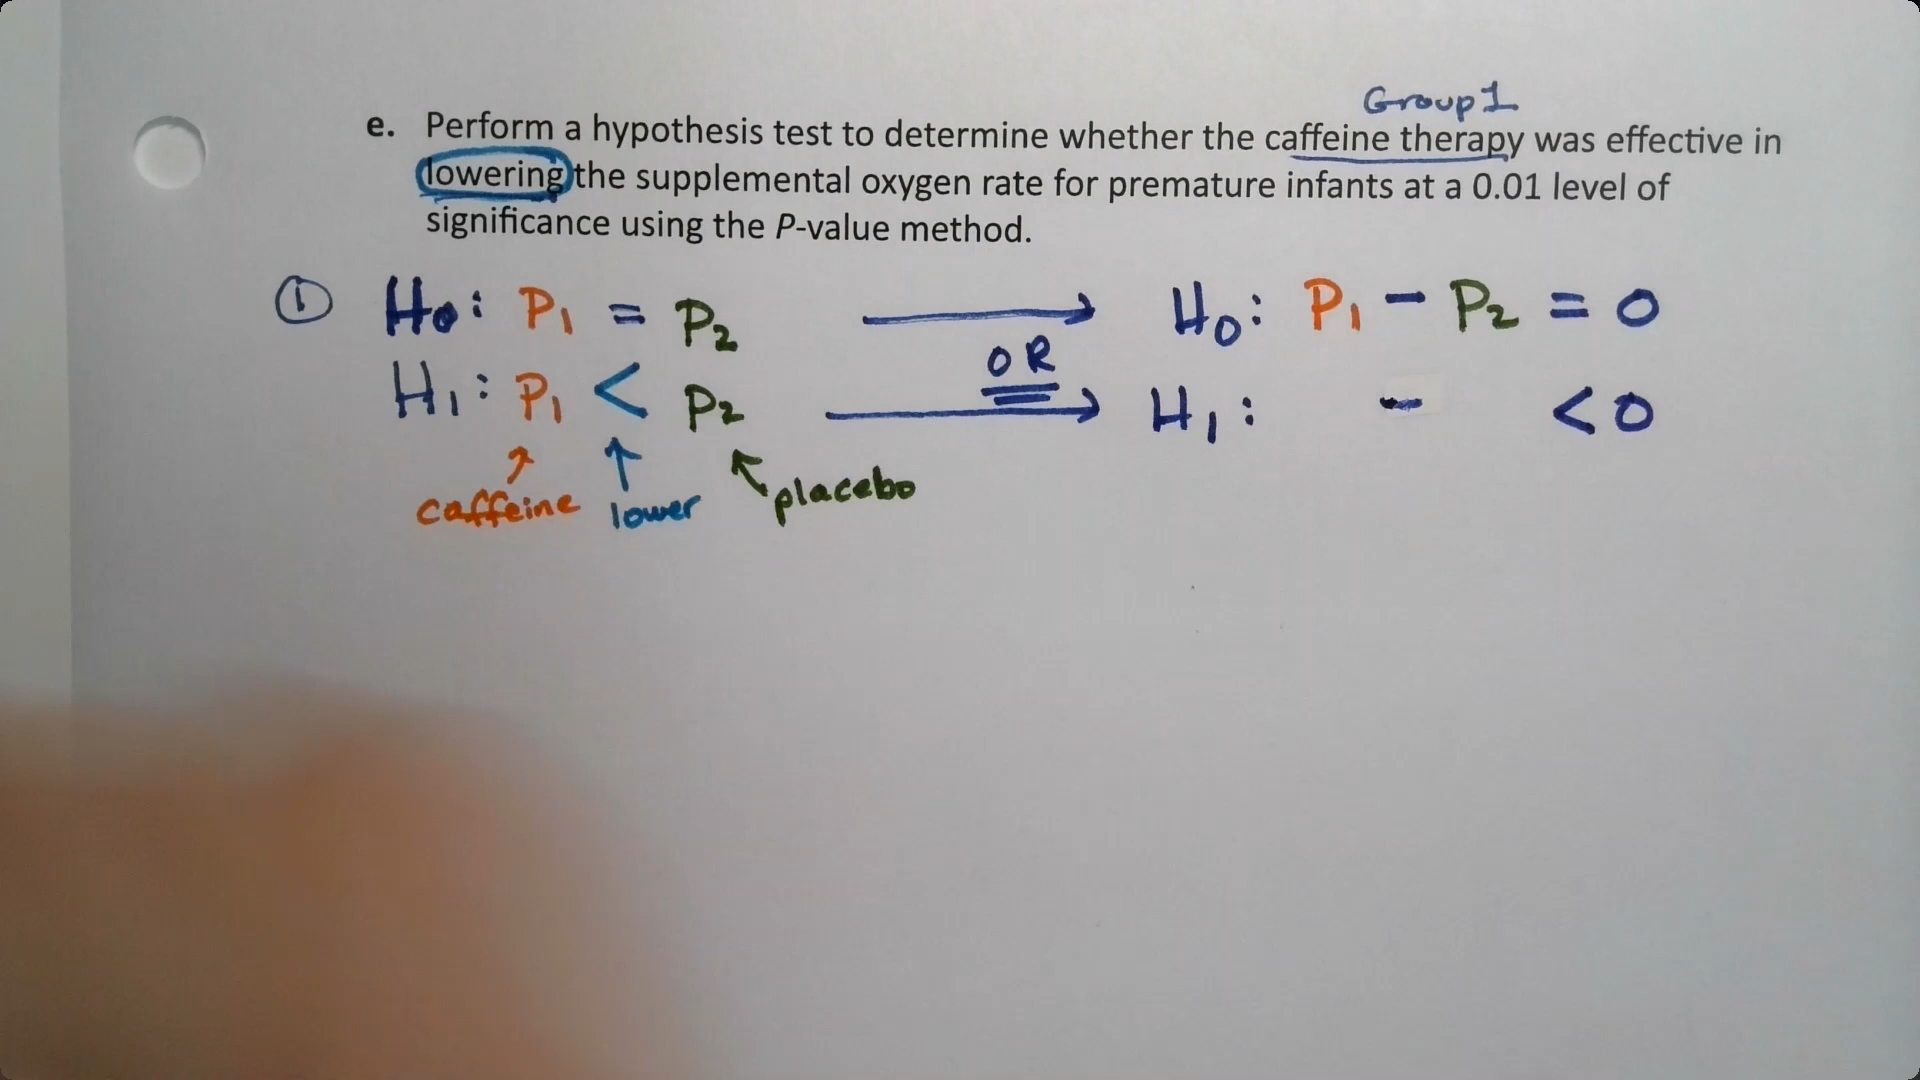 Group 1
e. Perform a hypothesis test to determine whether the caffeine therapy was effective in
lowering the supplemental oxygen rate for premature infants at a 0.01 level of
significance using the P-value method.
① H₀: P₁ = P₂ → H₀: P₁ - P₂ = 0
OR
H₁: P₁ < P₂ → H₁: - < 0
caffeine lower placebo